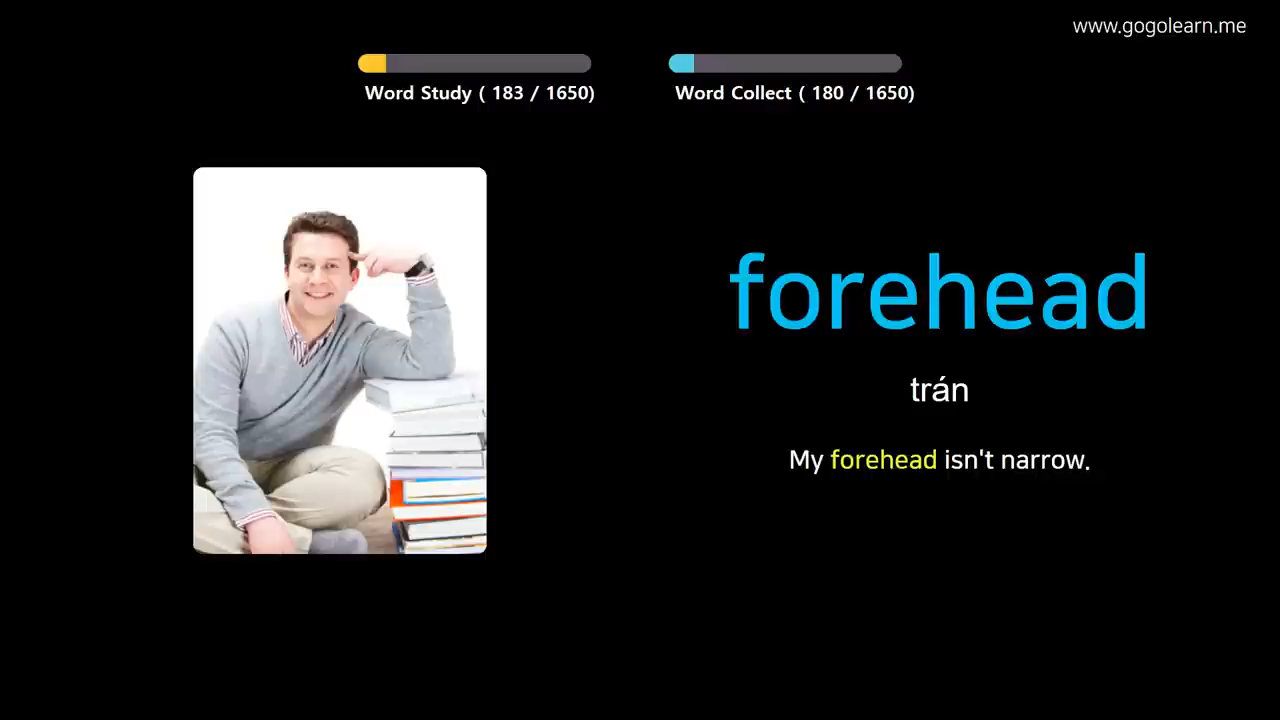 www.gogolearn.me
Word Study ( 183 / 1650)
Word Collect ( 180 / 1650)
forehead
trán
My forehead isn't narrow.